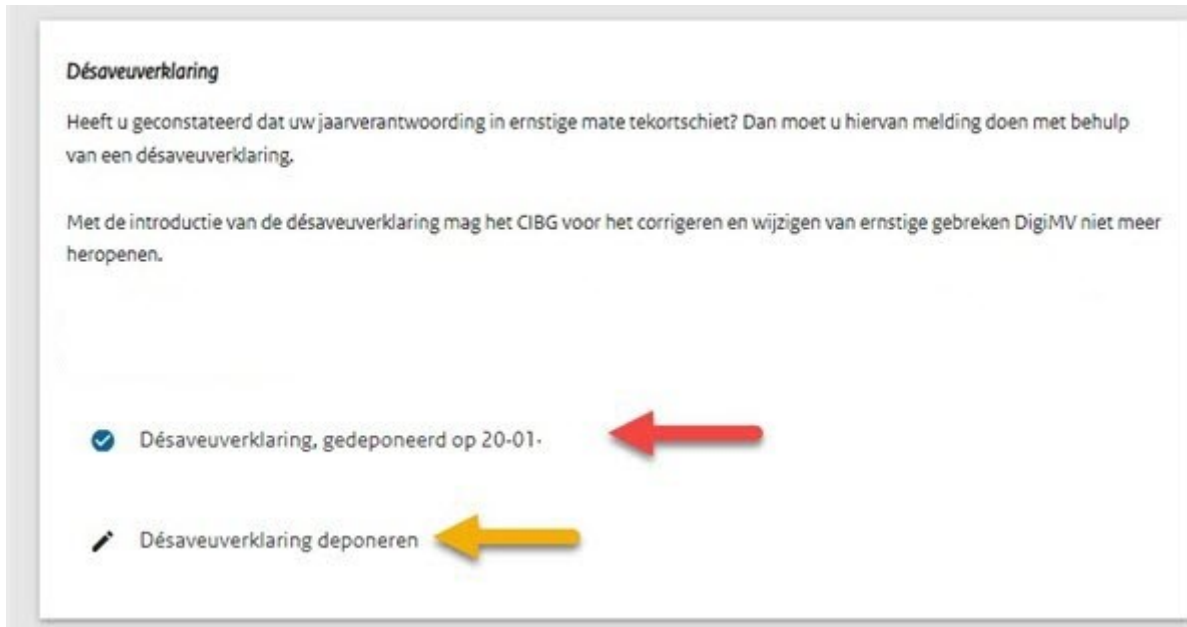 Désaveuverklaring
Heeft u geconstateerd dat uw jaarverantwoording in ernstige mate tekortschiet? Dan moet u hiervan melding doen met behulp
van een désaveuverklaring.
Met de introductie van de désaveuverklaring mag het CIBG voor het corrigeren en wijzigen van ernstige gebreken DigiMV niet meer
heropenen.
Désaveuverklaring, gedeponeerd op 20-01-
Désaveuverklaring deponeren